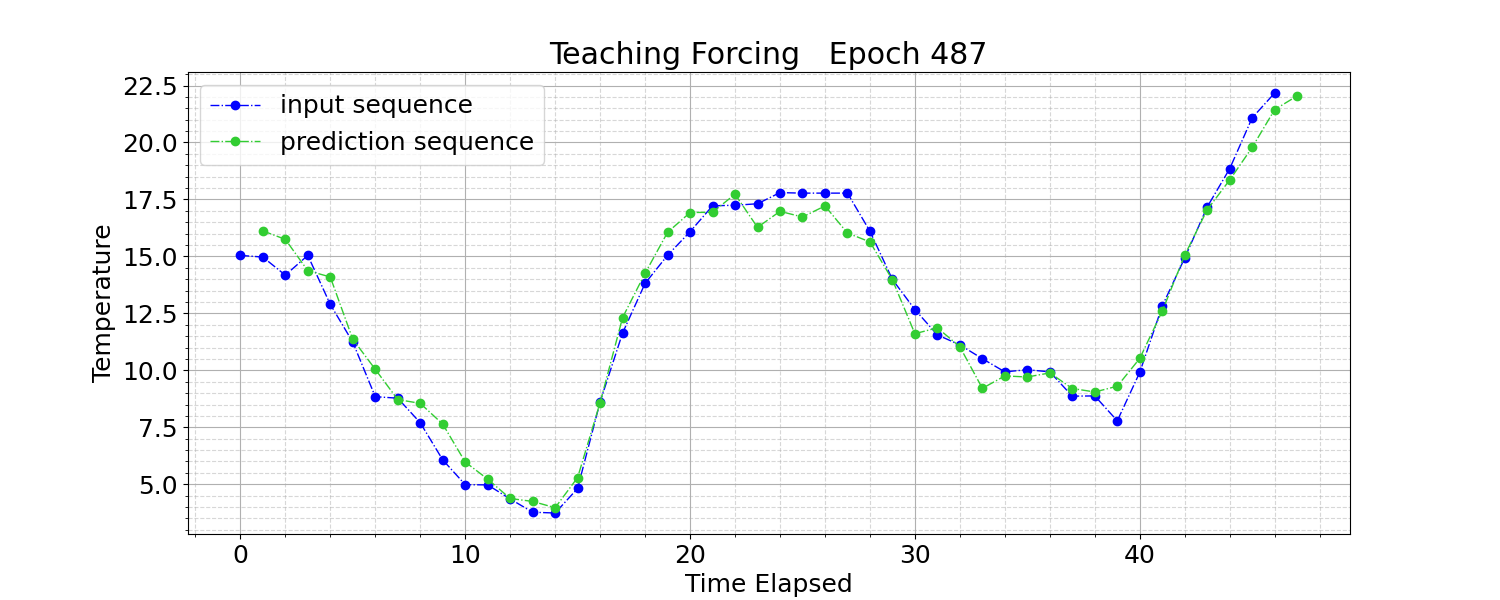 Teaching Forcing   Epoch 487
22.5
20.0
17.5
15.0
12.5
10.0
7.5
5.0
input sequence
prediction sequence
Temperature
0 10 20 30 40
Time Elapsed